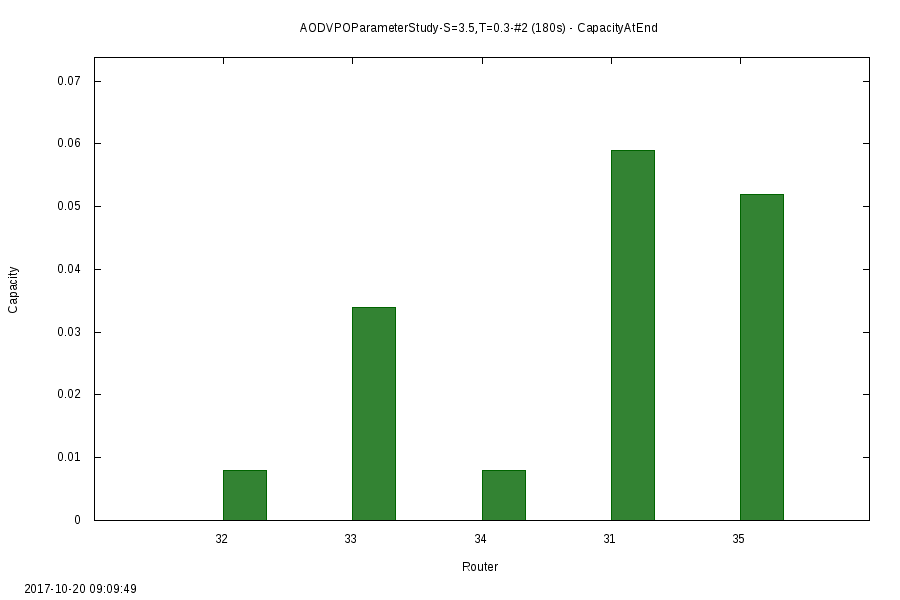 AODVPOParameterStudy-S=3.5,T=0.3-#2 (180s) - CapacityAtEnd
0.07
0.06
0.05
0.04
0.03
0.02
0.01
0
Capacity
32 33 34 31 35
Router
2017-10-20 09:09:49